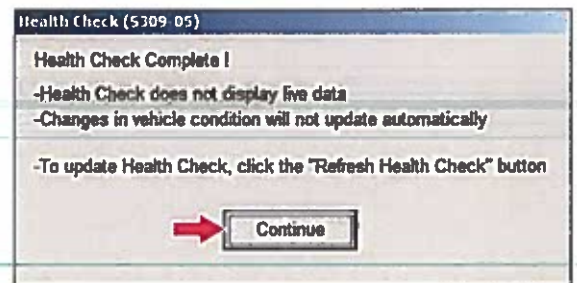 Health Check (5309-05)
Health Check Complete !
-Health Check does not display live data
-Changes in vehicle condition will not update automatically
-To update Health Check, click the "Refresh Health Check" button
Continue